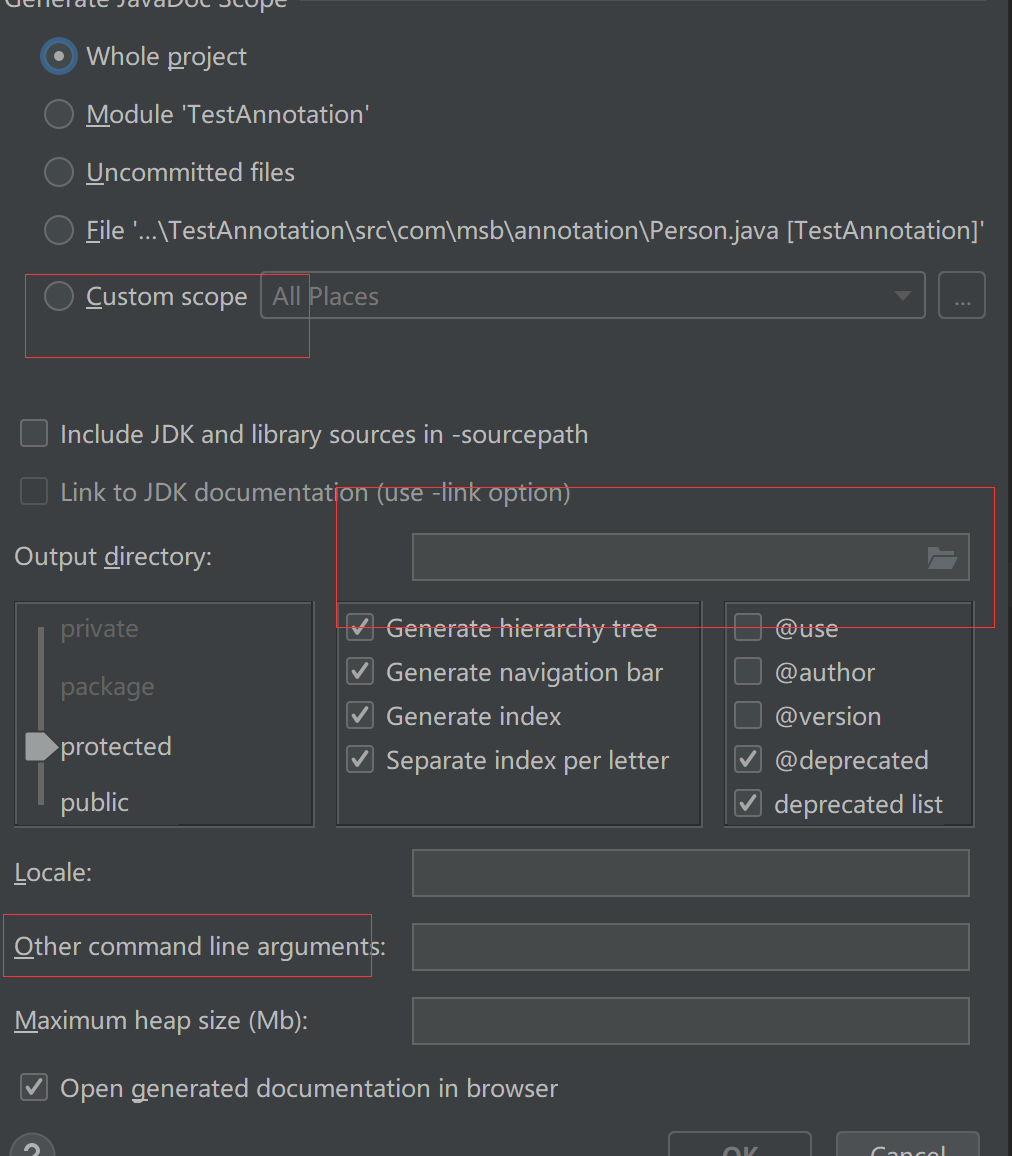 Generate JavaDoc Scope
Whole project
Module 'TestAnnotation'
Uncommitted files
File '...\TestAnnotation\src\com\msb\annotation\Person.java [TestAnnotation]'
Custom scope All Places ...
Include JDK and library sources in -sourcepath
Link to JDK documentation (use -link option)
Output directory:
private
package
protected
public
Generate hierarchy tree
Generate navigation bar
Generate index
Separate index per letter
@use
@author
@version
@deprecated
deprecated list
Locale:
Other command line arguments:
Maximum heap size (Mb):
Open generated documentation in browser
? OK Cancel